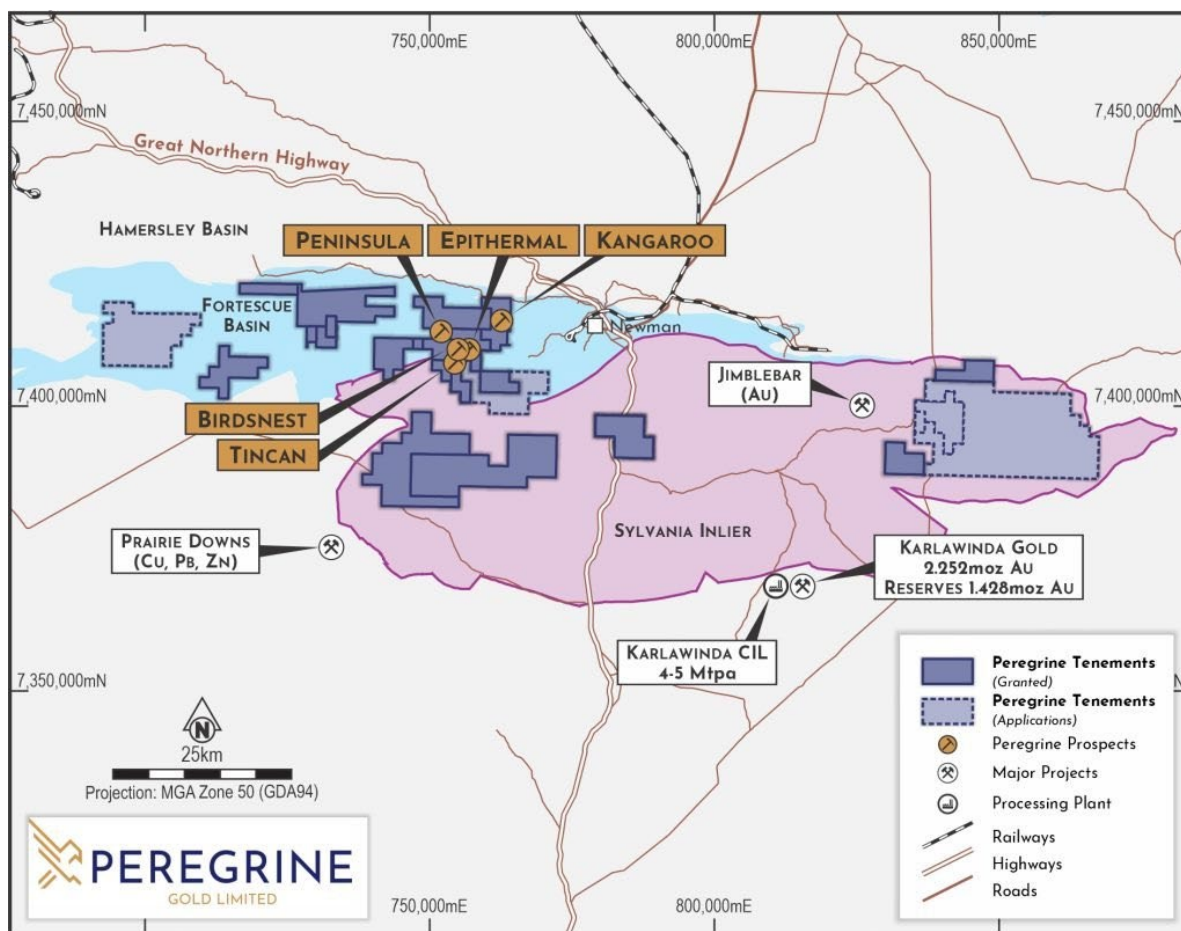 750,000mE
800,000mE
850,000mE
7,450,000mN
7,450,000mN
Great Northern Highway
Hamersley Basin
Peninsula
Epithermal
Kangaroo
Fortescue
Basin
Newman
Jimblebar
(Au)
7,400,000mN
7,400,000mN
Birdsnest
Tincan
Sylvania Inlier
Prairie Downs
(Cu, Pb, Zn)
Karlawinda Gold
2.252moz Au
Reserves 1.428moz Au
Karlawinda CIL
4-5 Mtpa
7,350,000mN
N
25km
Projection: MGA Zone 50 (GDA94)
Peregrine Tenements
(Granted)
Peregrine Tenements
(Applications)
Peregrine Prospects
Major Projects
Processing Plant
Railways
Highways
Roads
PEREGRINE
GOLD LIMITED
750,000mE
800,000mE